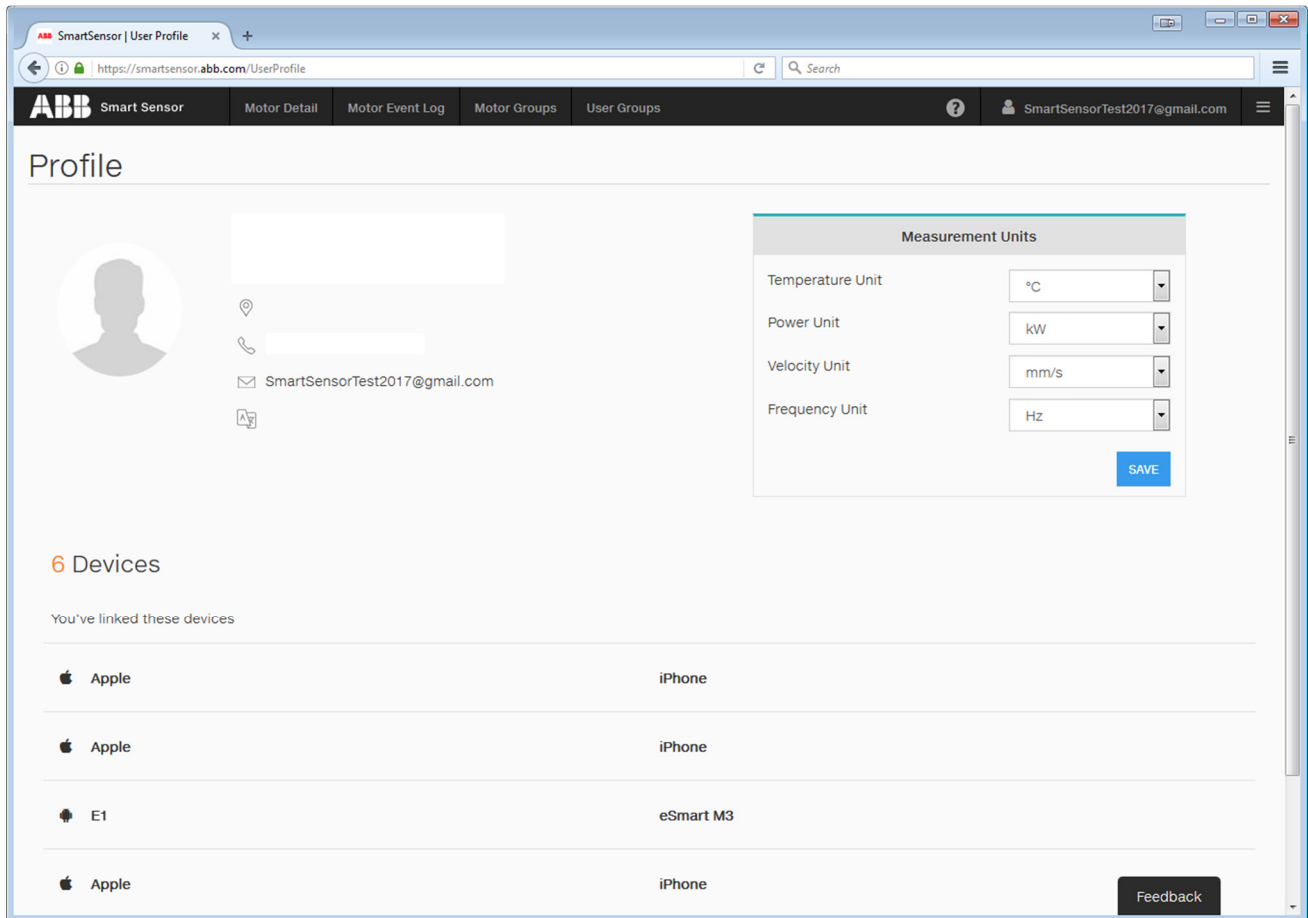 ABB SmartSensor | User Profile × +
https://smartsensor.abb.com/UserProfile Search
ABB Smart Sensor Motor Detail Motor Event Log Motor Groups User Groups ? SmartSensorTest2017@gmail.com
Profile
SmartSensorTest2017@gmail.com
Measurement Units
Temperature Unit °C
Power Unit kW
Velocity Unit mm/s
Frequency Unit Hz
SAVE
6 Devices
You've linked these devices
Apple iPhone
Apple iPhone
E1 eSmart M3
Apple iPhone
Feedback